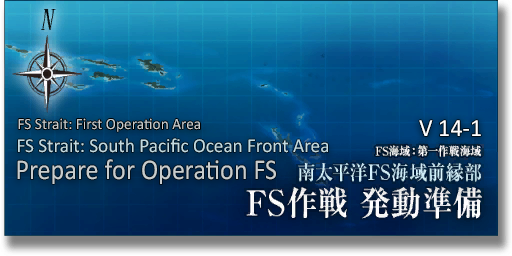 N
FS Strait: First Operation Area
FS Strait: South Pacific Ocean Front Area
Prepare for Operation FS
V 14-1
FS海域：第一作戦海域
南太平洋FS海域前縁部
FS作戦 発動準備